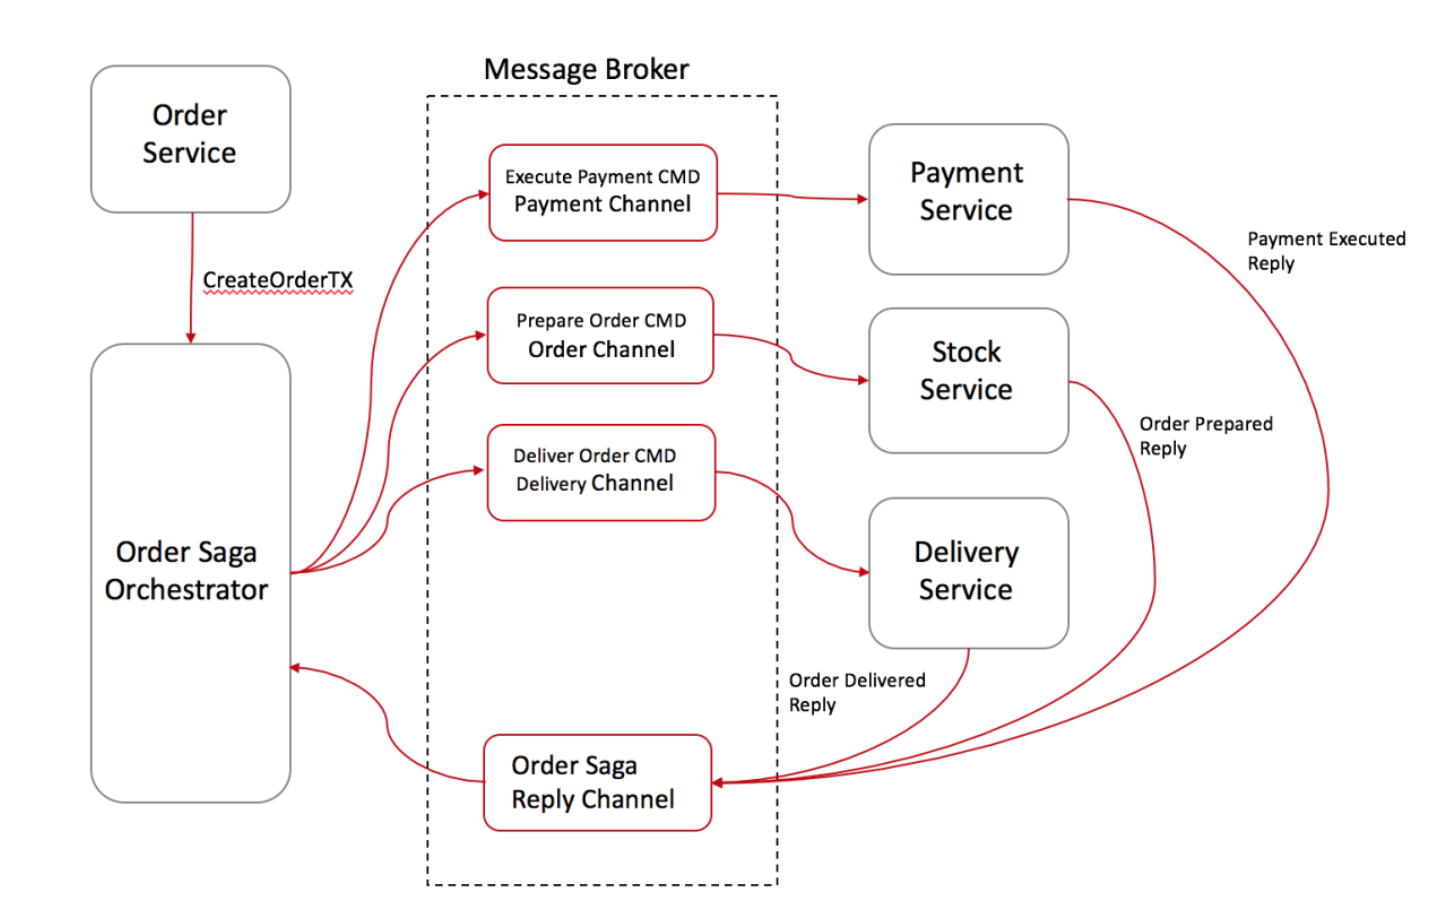 Message Broker
Order
Service
CreateOrderTX
Order Saga
Orchestrator
Execute Payment CMD
Payment Channel
Prepare Order CMD
Order Channel
Deliver Order CMD
Delivery Channel
Order Saga
Reply Channel
Payment
Service
Stock
Service
Delivery
Service
Payment Executed
Reply
Order Prepared
Reply
Order Delivered
Reply